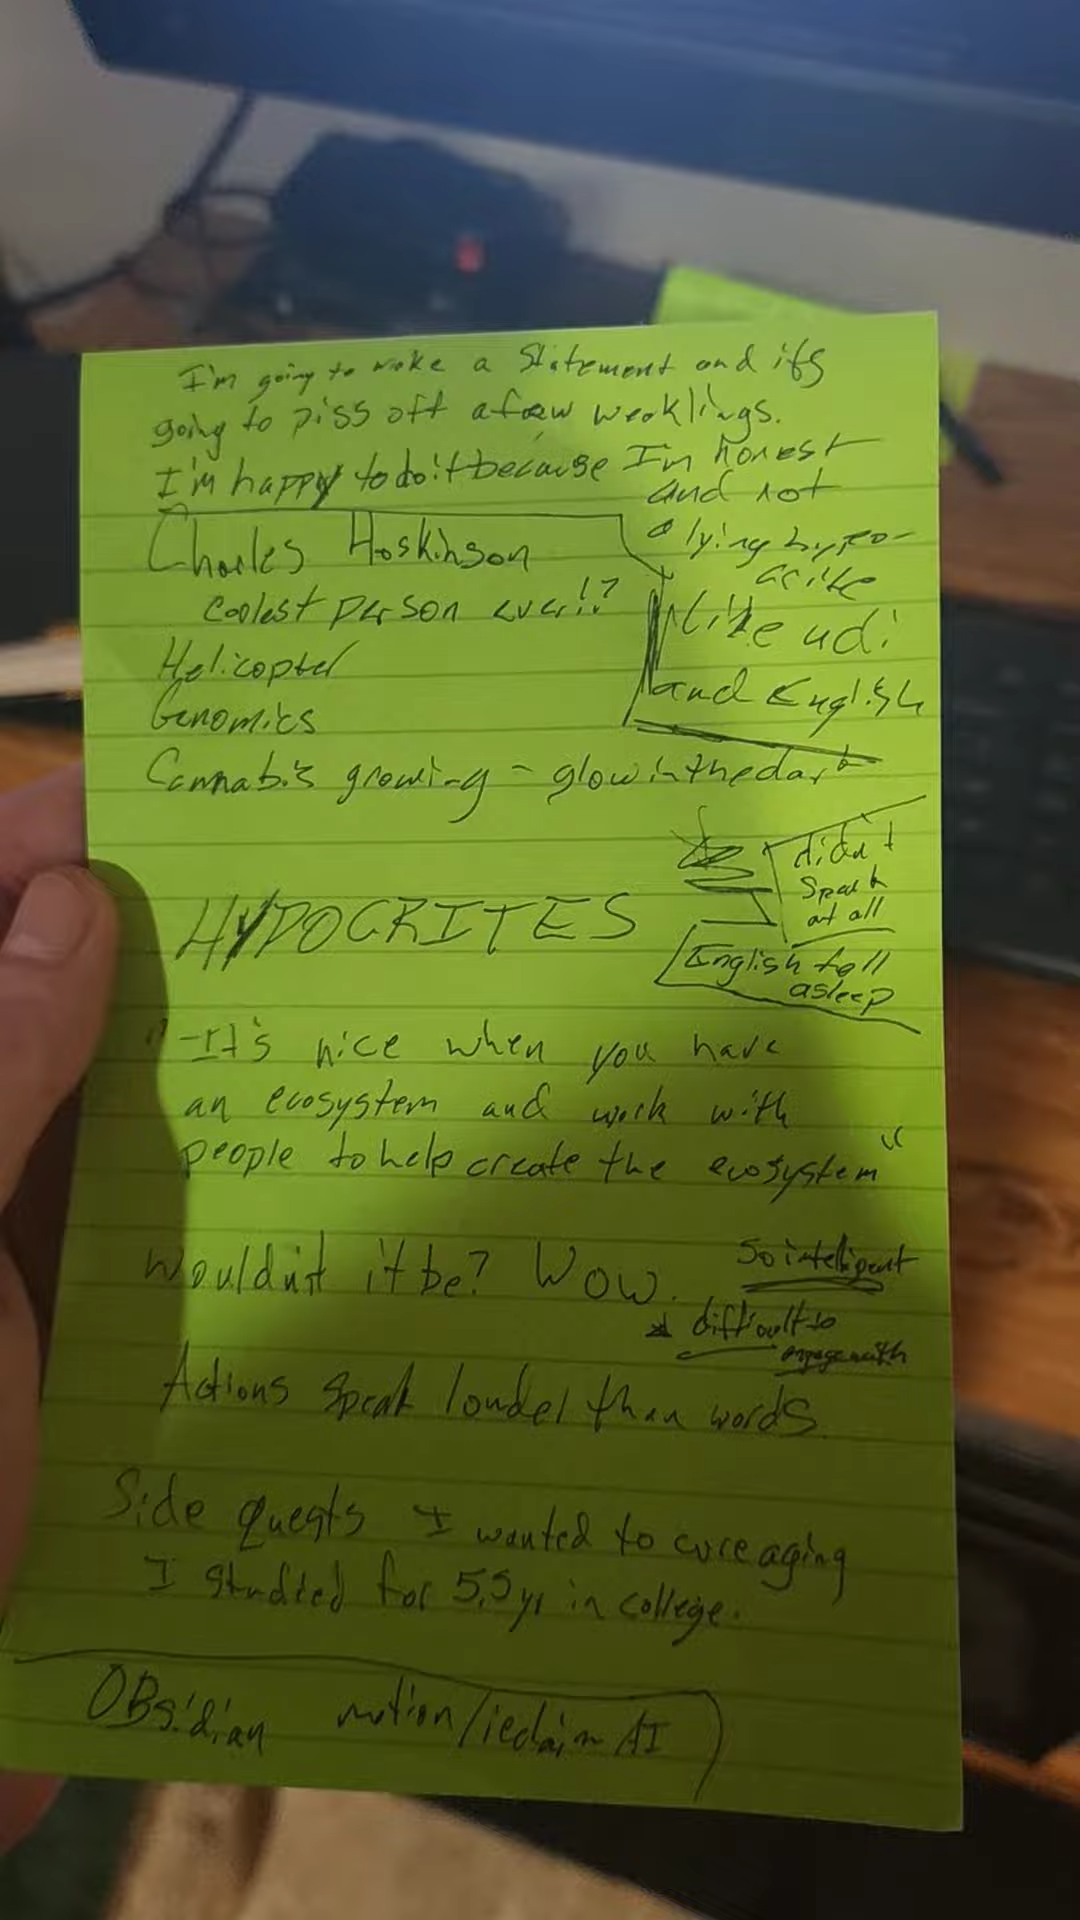 I'm going to make a Statement and it's
going to piss off a few weaklings.
I'm happy to do it because I'm honest
and not
a lying hypo-
crite
like udi
and English
Charles Hoskinson
coolest person ever!?
Helicopter
Genomics
Cannabis growing - glow in the dark
didn't
speak
at all
HYPOCRITES
English fell
asleep
"It's nice when you have
an ecosystem and work with
people to help create the ecosystem"
Wouldn't it be? Wow.
So intelligent
difficult to
engage with
Actions speak louder than words.
Side quests I wanted to cure aging
I studied for 5.5 yr in college.
OBsidian notion/reclaim AI